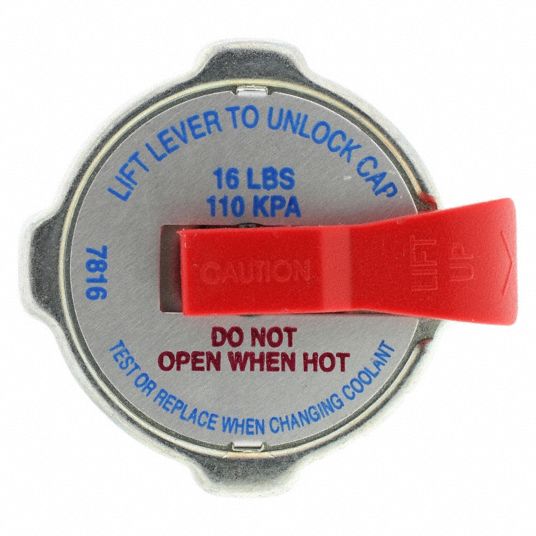 LIFT LEVER TO UNLOCK CAP
16 LBS
110 KPA
7816
CAUTION
LIFT
UP
DO NOT
OPEN WHEN HOT
TEST OR REPLACE WHEN CHANGING COOLANT